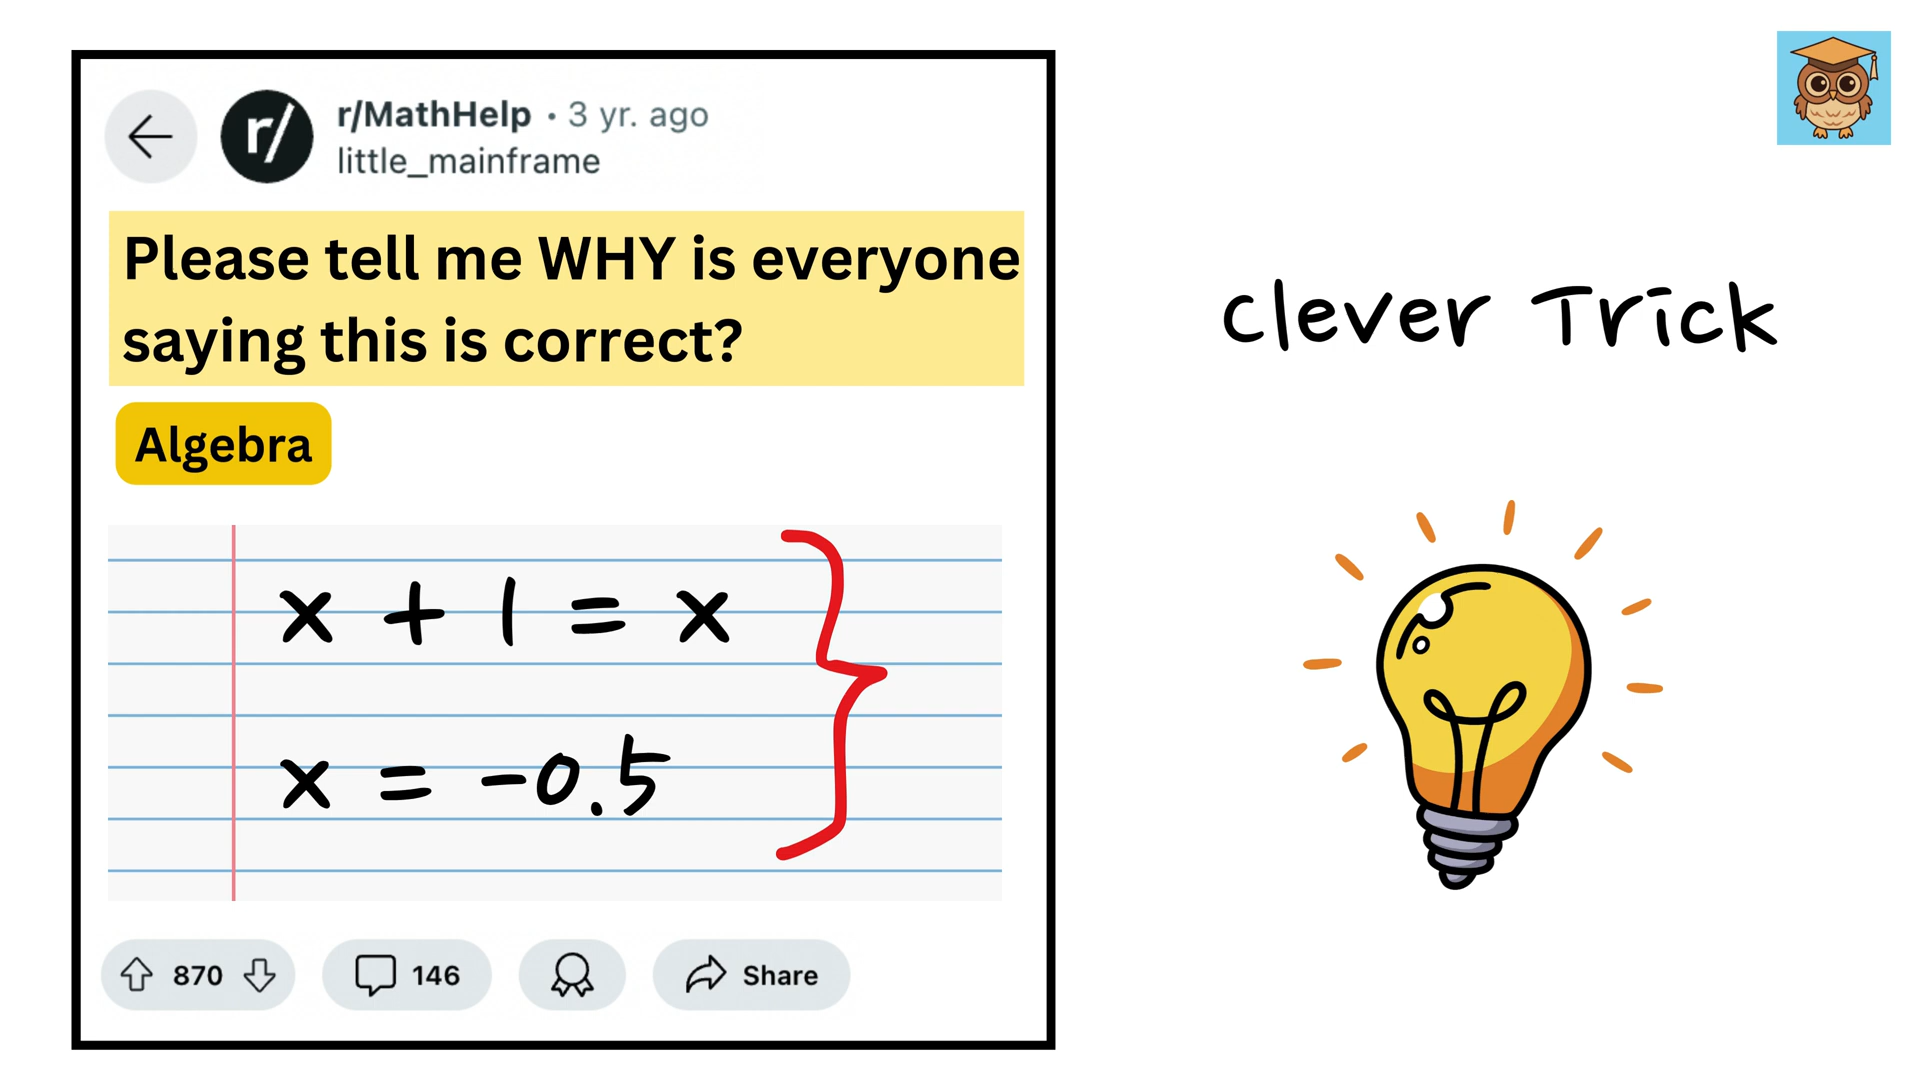 r/MathHelp • 3 yr. ago
little_mainframe
Please tell me WHY is everyone
saying this is correct?
Algebra
x + 1 = x
x = -0.5
870
146
Share
Clever Trick
r/